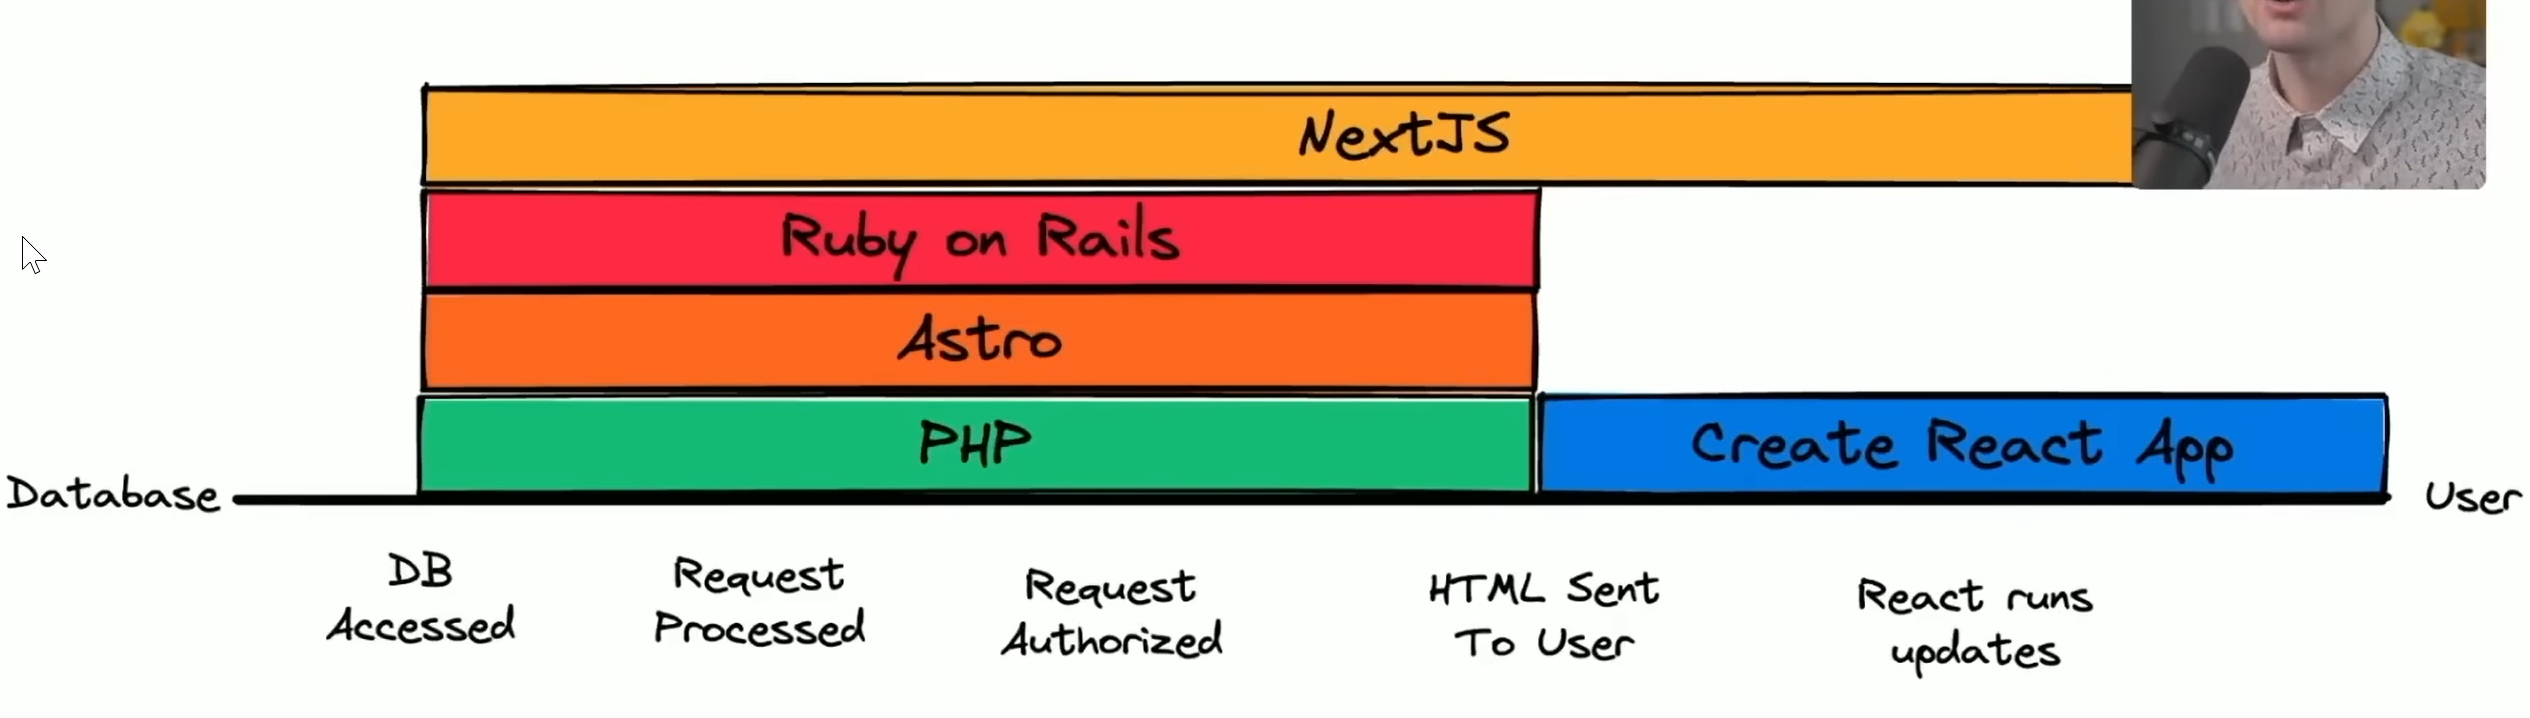 NextJS
Ruby on Rails
Astro
PHP
Create React App
Database
User
DB
Accessed
Request
Processed
Request
Authorized
HTML Sent
To User
React runs
updates